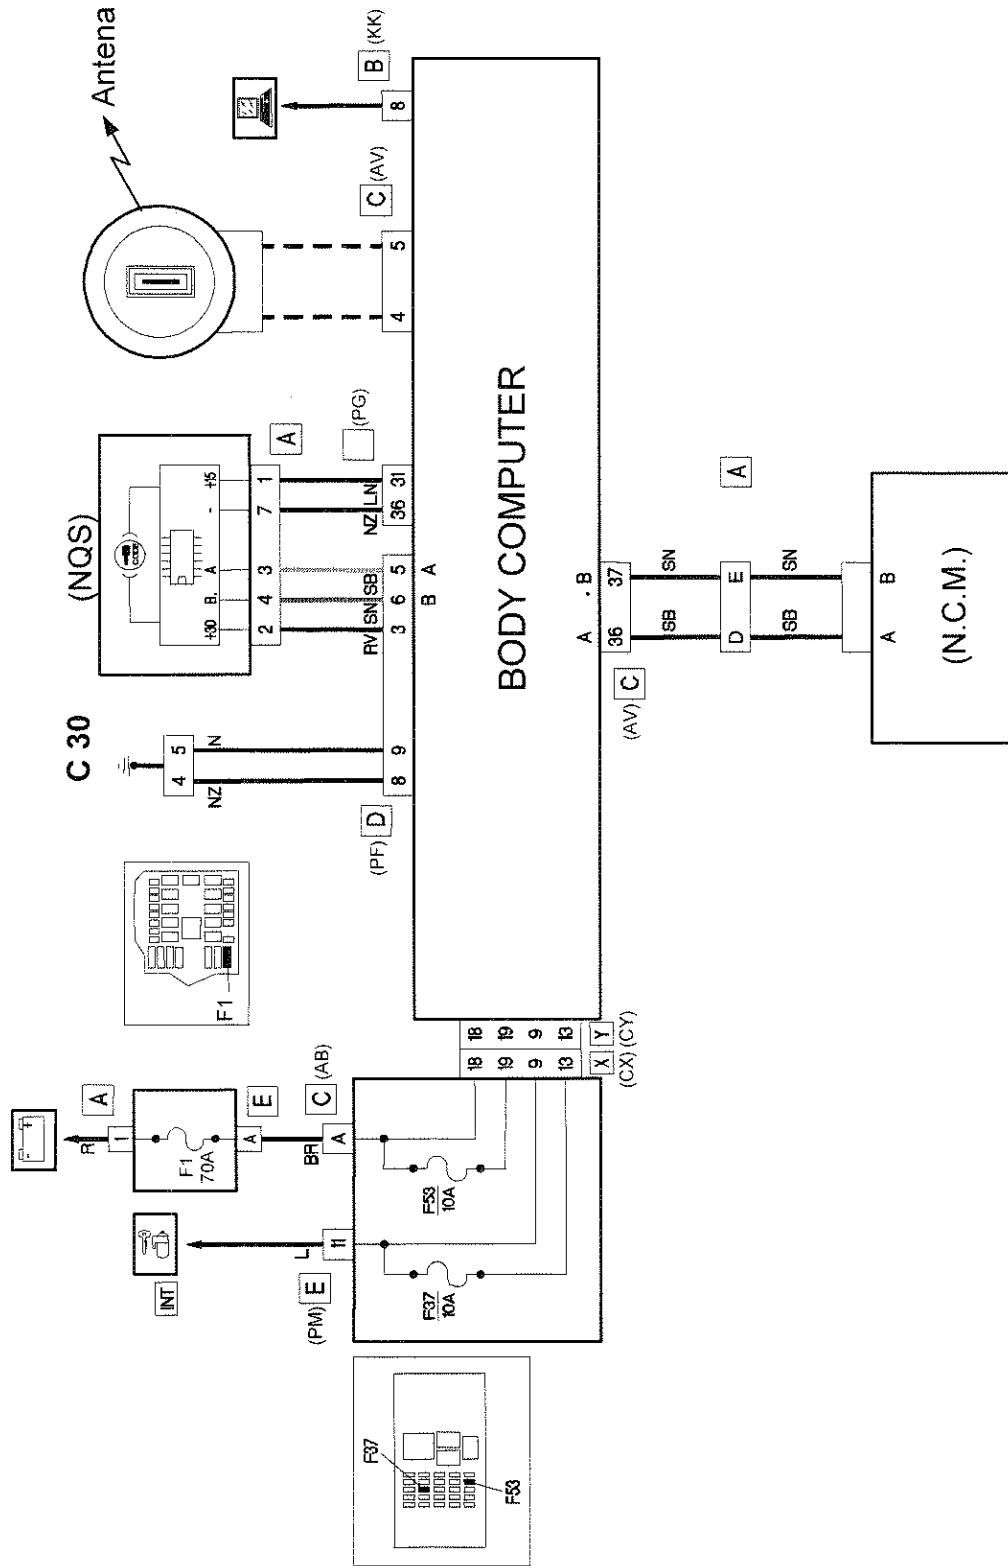 Antena
B (KK)
8
C (AV)
4 5
(NQS)
CODE
+30 B. A - +15
2 4 3 7 1
A
RV SN SB NZ LN
(PG)
3 6 5 36 31
B A
C 30
4 5
NZ N
8 9
(PF) D
F1
A
R
1
F1
70A
A
E
BR
C (AB)
A
INT
L
(PM) E
11
F37
10A
F53
10A
18 18
19 19
9 9
13 13
X Y
(CX) (CY)
F37
F53
BODY COMPUTER
A . B
36 37
(AV) C
SB SN
D E
A
SB SN
A B
(N.C.M.)